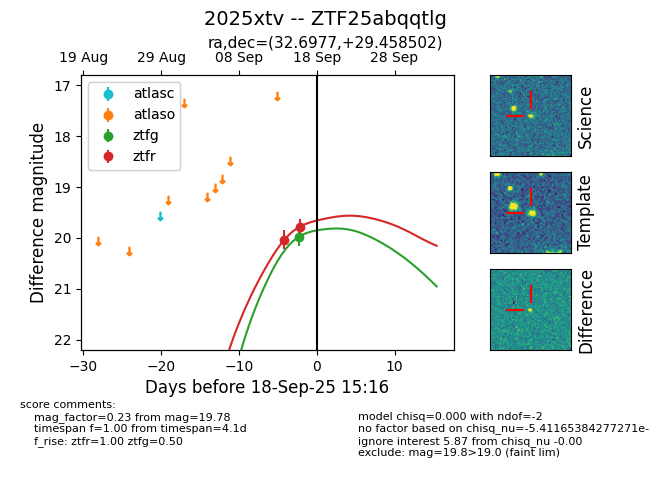 2025xtv -- ZTF25abqqtlg
ra,dec=(32.6977,+29.458502)
19 Aug
29 Aug
08 Sep
18 Sep
28 Sep
atlasc
atlaso
ztfg
ztfr
17
18
19
20
21
22
Difference magnitude
−30
−20
−10
0
10
Days before 18-Sep-25 15:16
Science
Template
Difference
score comments:
mag_factor=0.23 from mag=19.78
timespan f=1.00 from timespan=4.1d
f_rise: ztfr=1.00 ztfg=0.50
model chisq=0.000 with ndof=-2
no factor based on chisq_nu=-5.41165384277271e-
ignore interest 5.87 from chisq_nu -0.00
exclude: mag=19.8>19.0 (faint lim)